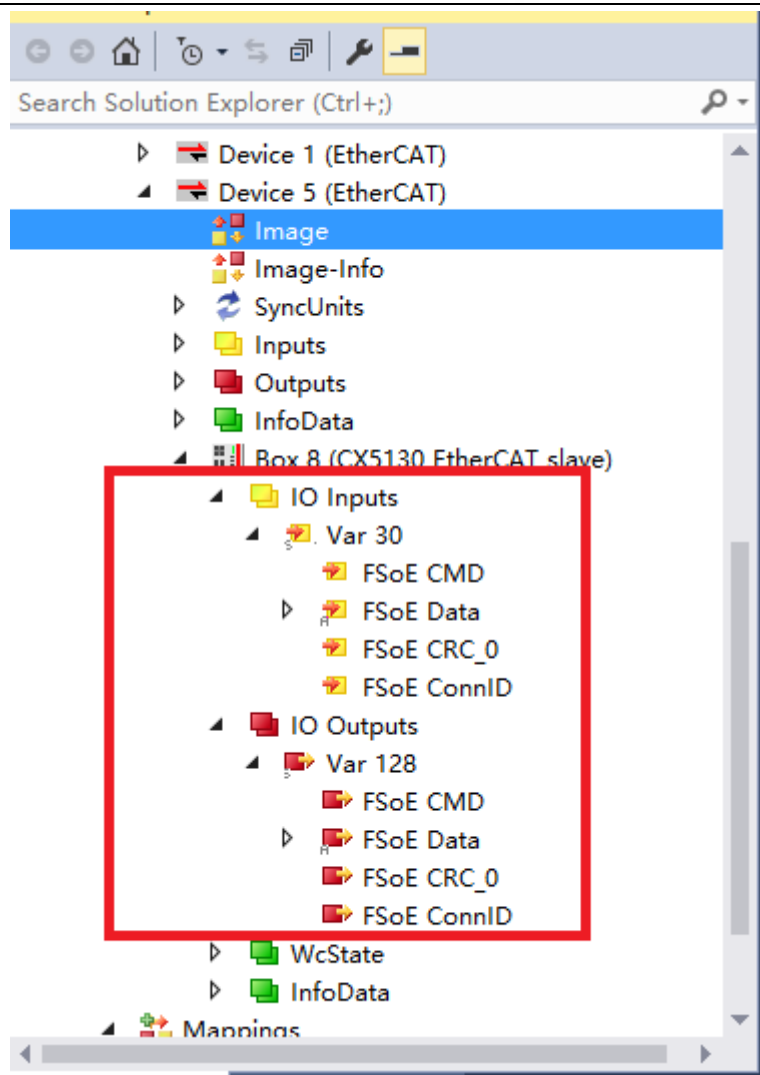 Search Solution Explorer (Ctrl+;)
Device 1 (EtherCAT)
Device 5 (EtherCAT)
Image
Image-Info
SyncUnits
Inputs
Outputs
InfoData
Box 8 (CX5130 EtherCAT slave)
IO Inputs
Var 30
FSoE CMD
FSoE Data
FSoE CRC_0
FSoE ConnID
IO Outputs
Var 128
FSoE CMD
FSoE Data
FSoE CRC_0
FSoE ConnID
WcState
InfoData
Mappings